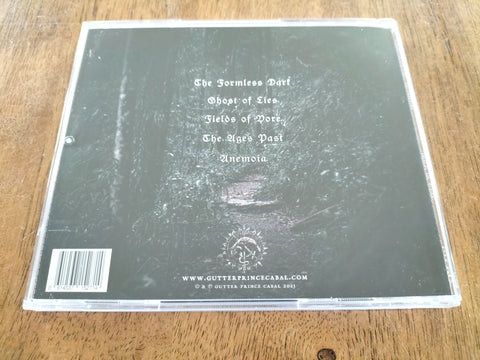 The Formless Dark
Ghost of Lies
Fields of Yore
The Ages Past
Anemoia
WWW.GUTTERPRINCECABAL.COM
© & ℗ GUTTER PRINCE CABAL 2023